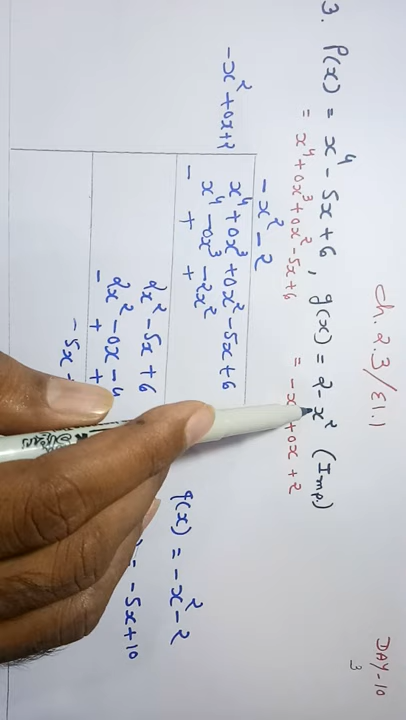 Ch. 2.3/E1.1
DAY-10
3
3. P(x) = x⁴ - 5x + 6, g(x) = 2 - x² (Imp.)
= x⁴ + 0x³ + 0x² - 5x + 6 = -x² + 0x + 2
-x² - 2
-x² + 0x + 2
x⁴ + 0x³ + 0x² - 5x + 6
x⁴ - 0x³ - 2x²
- + +
2x² - 5x + 6
2x² - 0x - 4
- + +
-5x
q(x) = -x² - 2
= -5x + 10